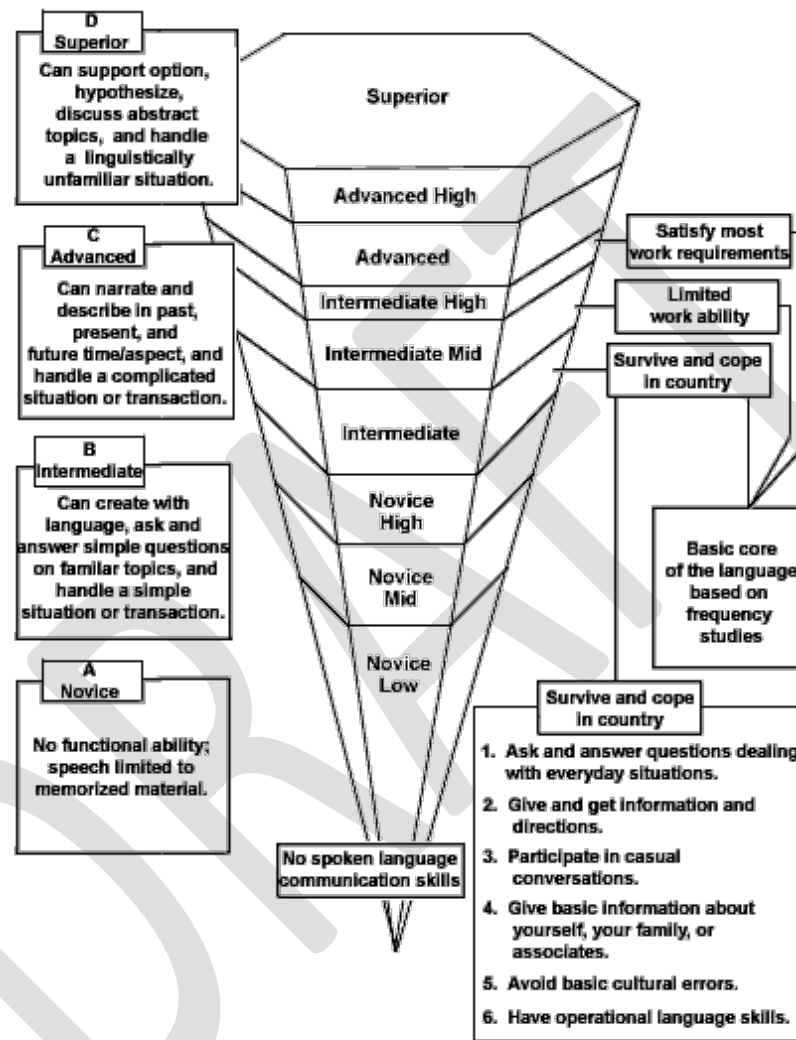 D
Superior
Can support option,
hypothesize,
discuss abstract
topics, and handle
a linguistically
unfamiliar situation.
C
Advanced
Can narrate and
describe in past,
present, and
future time/aspect, and
handle a complicated
situation or transaction.
B
Intermediate
Can create with
language, ask and
answer simple questions
on familar topics, and
handle a simple
situation or transaction.
A
Novice
No functional ability;
speech limited to
memorized material.
Superior
Advanced High
Advanced
Intermediate High
Intermediate Mid
Intermediate
Novice
High
Novice
Mid
Novice
Low
No spoken language
communication skills
Satisfy most
work requirements
Limited
work ability
Survive and cope
in country
Basic core
of the language
based on
frequency
studies
Survive and cope
in country
1. Ask and answer questions dealing
with everyday situations.
2. Give and get information and
directions.
3. Participate in casual
conversations.
4. Give basic information about
yourself, your family, or
associates.
5. Avoid basic cultural errors.
6. Have operational language skills.
DRAFT